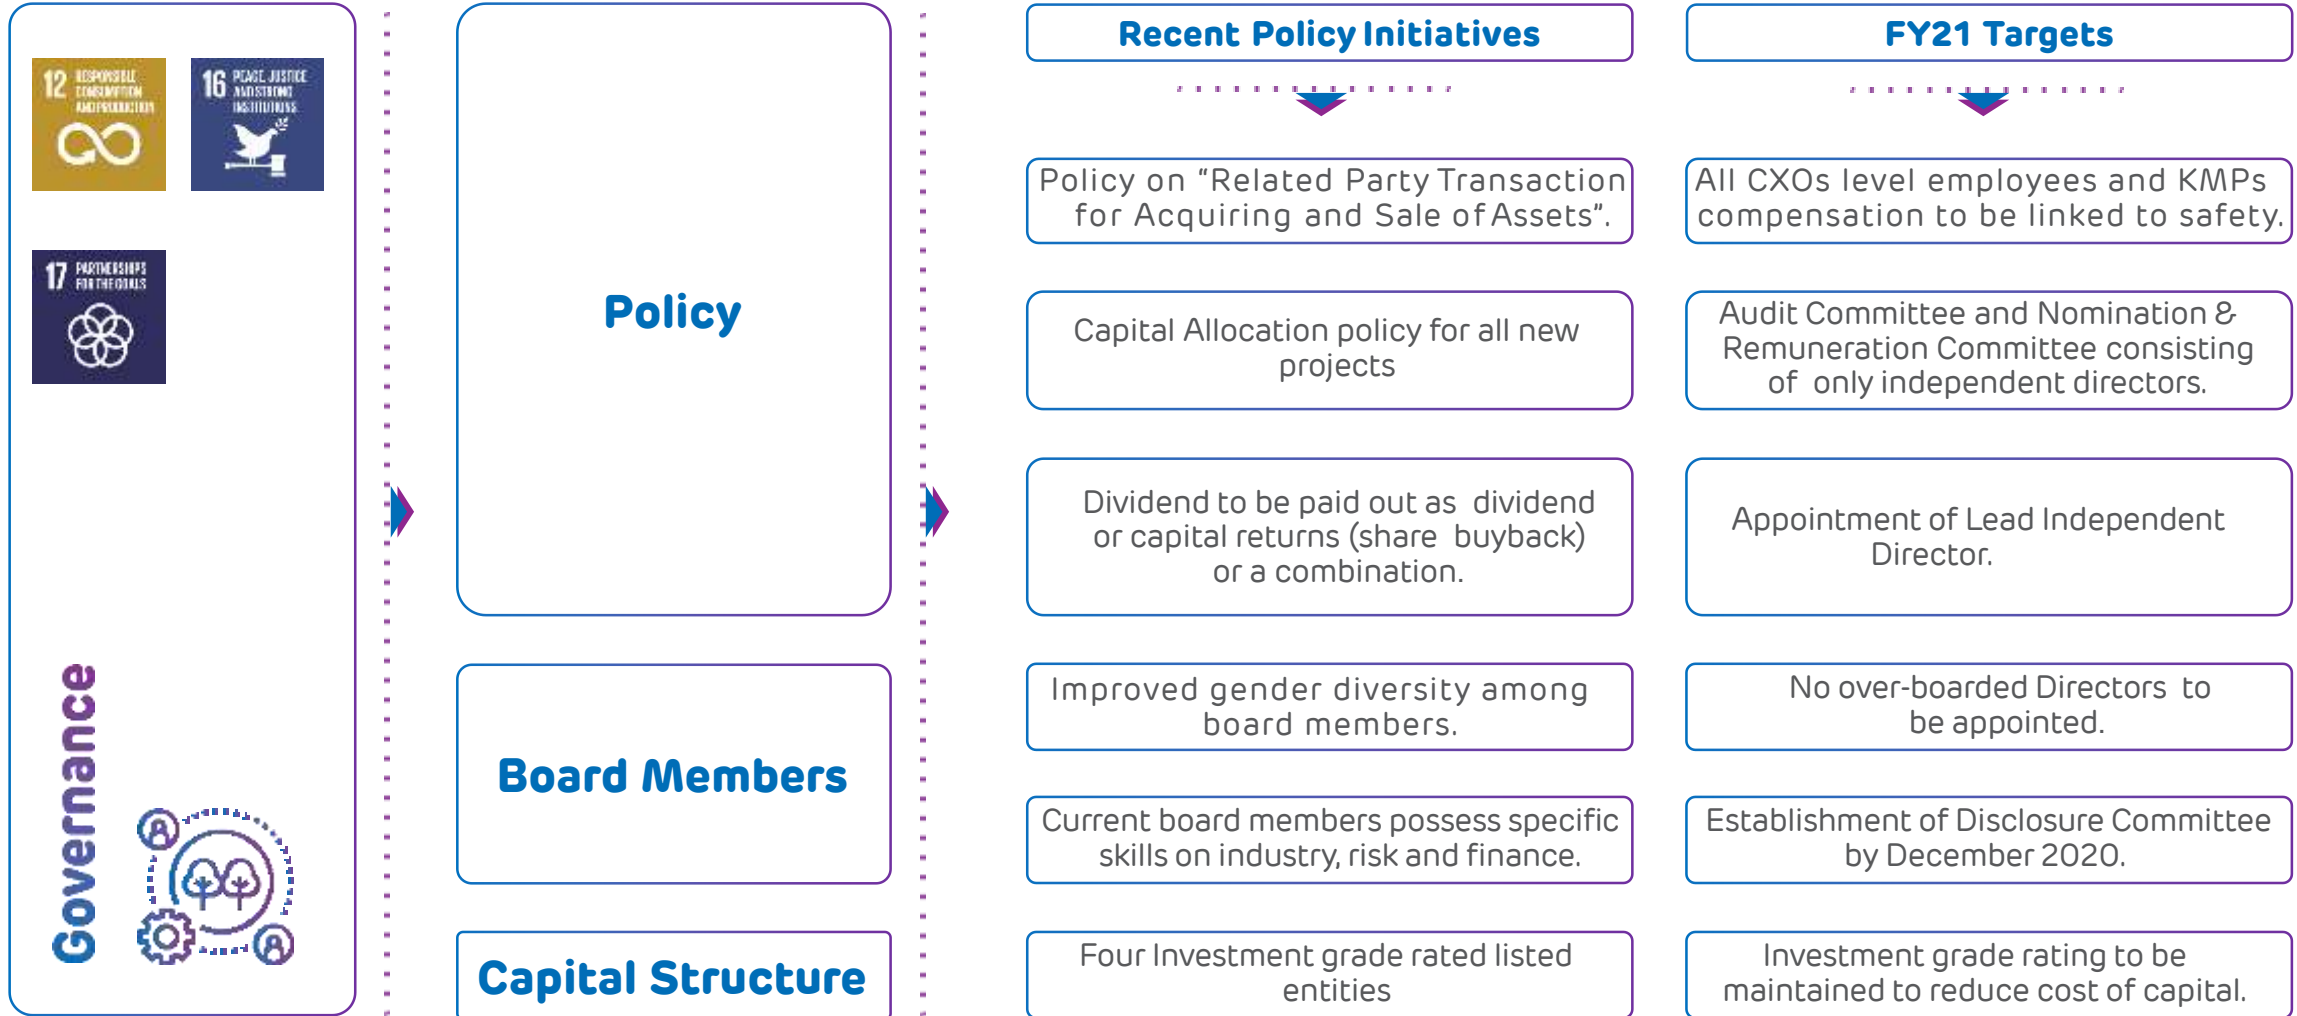 12 RESPONSIBLE
CONSUMPTION
AND PRODUCTION
16 PEACE, JUSTICE
AND STRONG
INSTITUTIONS
17 PARTNERSHIPS
FOR THE GOALS
Governance
Policy
Board Members
Capital Structure
Recent Policy Initiatives
Policy on “Related Party Transaction
for Acquiring and Sale of Assets”.
Capital Allocation policy for all new
projects
Dividend to be paid out as dividend
or capital returns (share buyback)
or a combination.
Improved gender diversity among
board members.
Current board members possess specific
skills on industry, risk and finance.
Four Investment grade rated listed
entities
FY21 Targets
All CXOs level employees and KMPs
compensation to be linked to safety.
Audit Committee and Nomination &
Remuneration Committee consisting
of only independent directors.
Appointment of Lead Independent
Director.
No over-boarded Directors to
be appointed.
Establishment of Disclosure Committee
by December 2020.
Investment grade rating to be
maintained to reduce cost of capital.